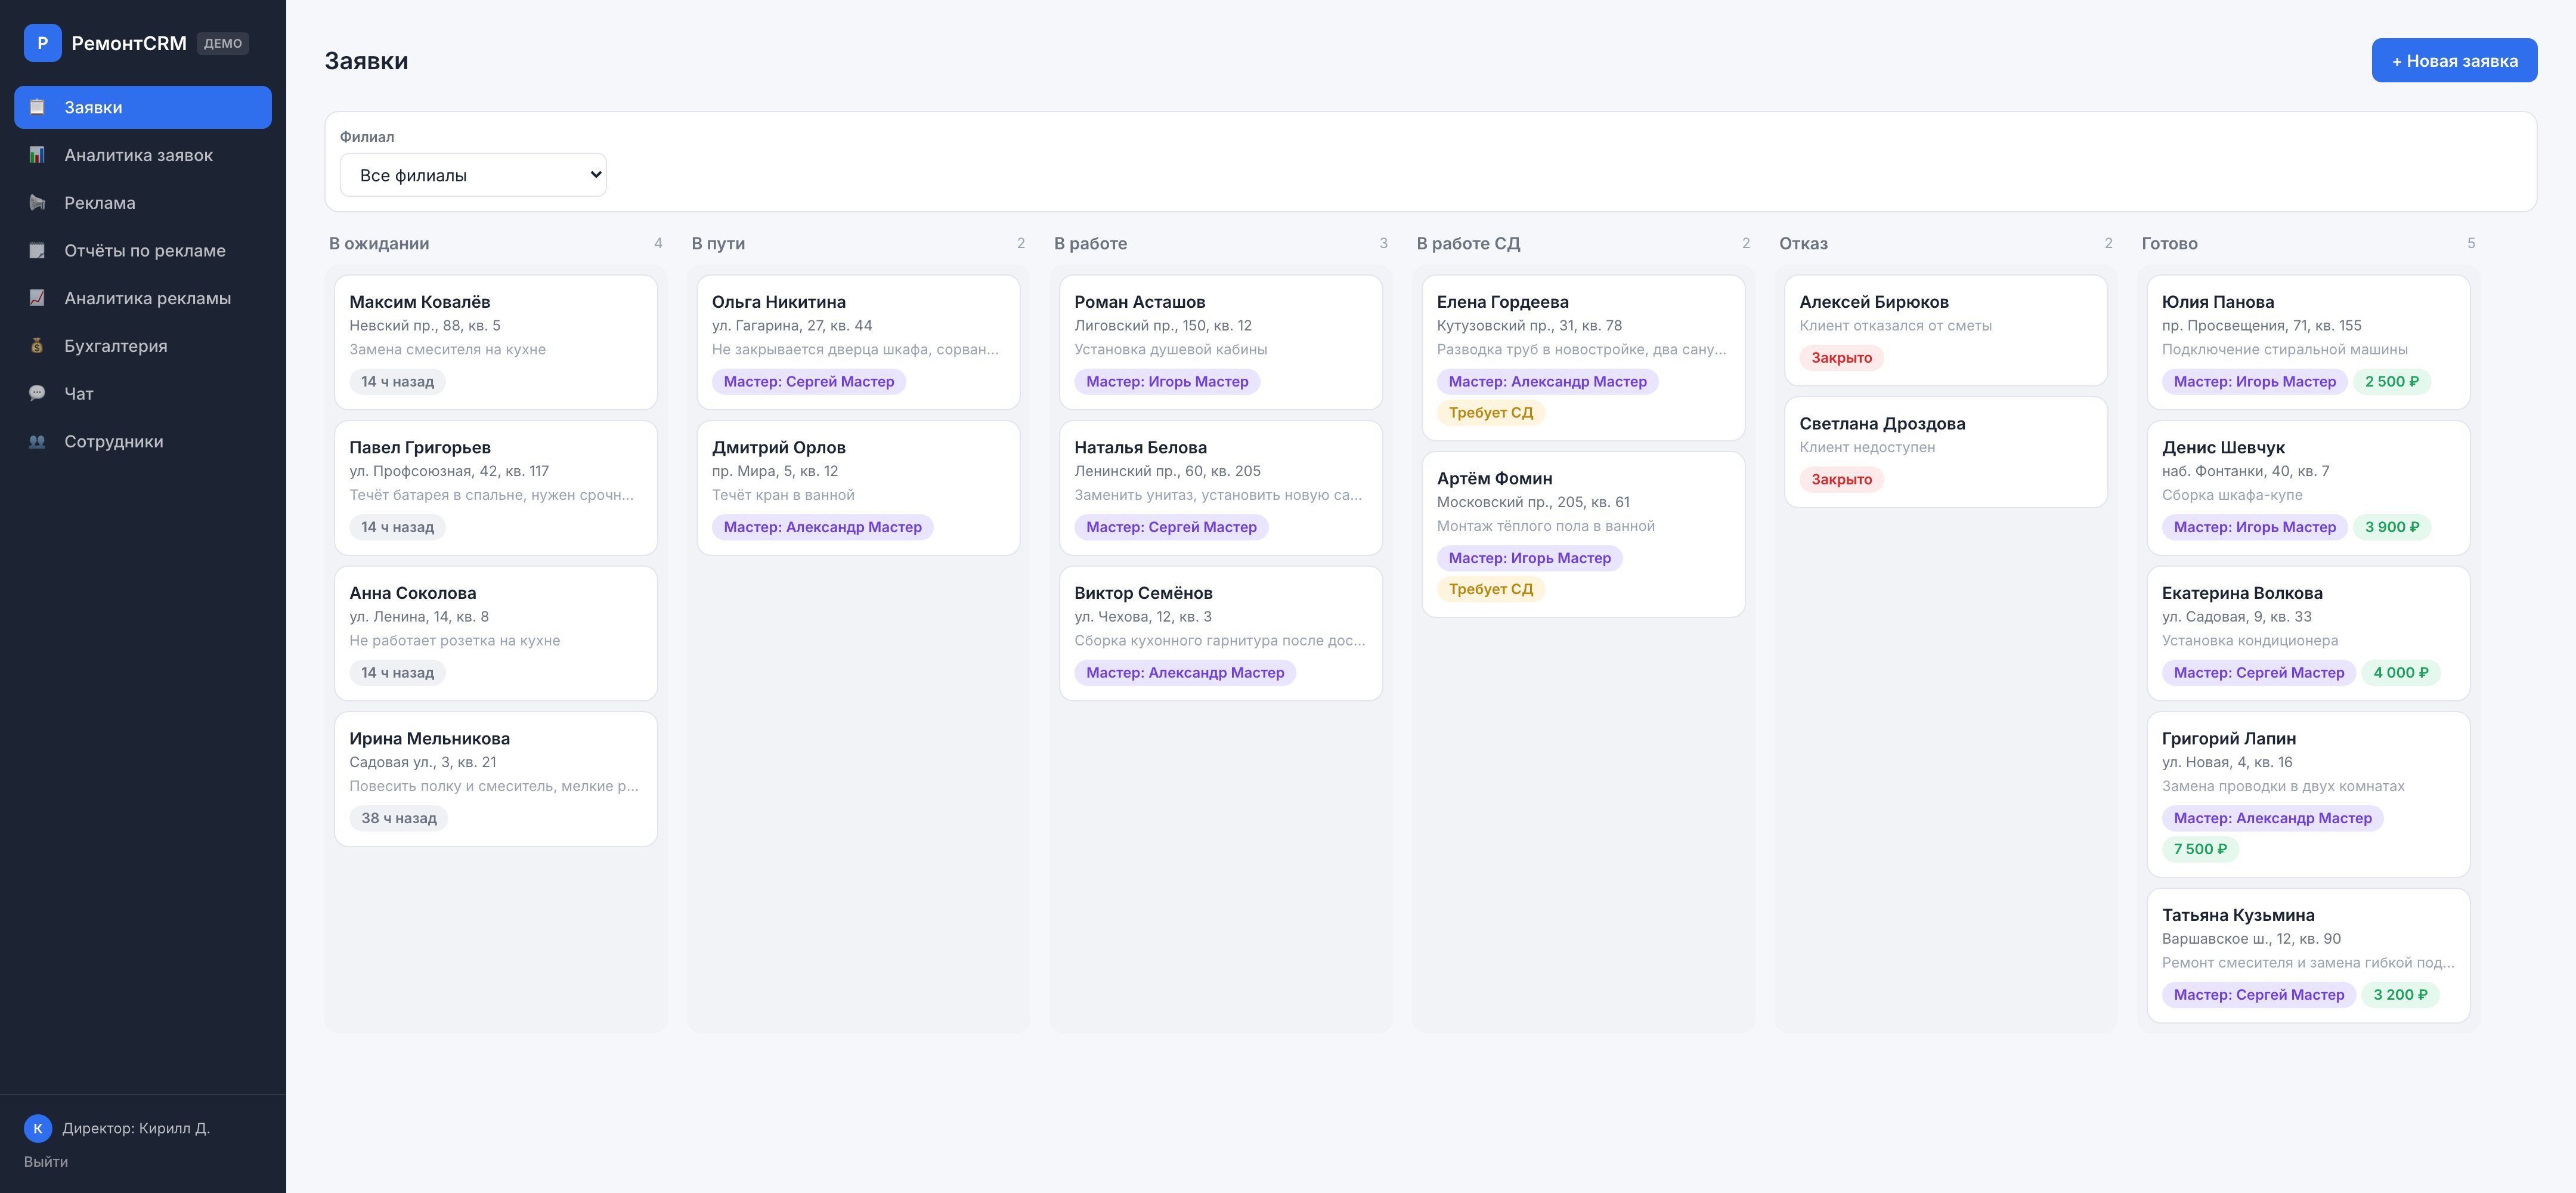 Р РемонтCRM ДЕМО
Заявки
Аналитика заявок
Реклама
Отчёты по рекламе
Аналитика рекламы
Бухгалтерия
Чат
Сотрудники
К Директор: Кирилл Д.
Выйти
Заявки
+ Новая заявка
Филиал
Все филиалы
В ожидании 4
Максим Ковалёв
Невский пр., 88, кв. 5
Замена смесителя на кухне
14 ч назад
Павел Григорьев
ул. Профсоюзная, 42, кв. 117
Течёт батарея в спальне, нужен срочн...
14 ч назад
Анна Соколова
ул. Ленина, 14, кв. 8
Не работает розетка на кухне
14 ч назад
Ирина Мельникова
Садовая ул., 3, кв. 21
Повесить полку и смеситель, мелкие р...
38 ч назад
В пути 2
Ольга Никитина
ул. Гагарина, 27, кв. 44
Не закрывается дверца шкафа, сорван...
Мастер: Сергей Мастер
Дмитрий Орлов
пр. Мира, 5, кв. 12
Течёт кран в ванной
Мастер: Александр Мастер
В работе 3
Роман Асташов
Лиговский пр., 150, кв. 12
Установка душевой кабины
Мастер: Игорь Мастер
Наталья Белова
Ленинский пр., 60, кв. 205
Заменить унитаз, установить новую са...
Мастер: Сергей Мастер
Виктор Семёнов
ул. Чехова, 12, кв. 3
Сборка кухонного гарнитура после дос...
Мастер: Александр Мастер
В работе СД 2
Елена Гордеева
Кутузовский пр., 31, кв. 78
Разводка труб в новостройке, два сану...
Мастер: Александр Мастер
Требует СД
Артём Фомин
Московский пр., 205, кв. 61
Монтаж тёплого пола в ванной
Мастер: Игорь Мастер
Требует СД
Отказ 2
Алексей Бирюков
Клиент отказался от сметы
Закрыто
Светлана Дроздова
Клиент недоступен
Закрыто
Готово 5
Юлия Панова
пр. Просвещения, 71, кв. 155
Подключение стиральной машины
Мастер: Игорь Мастер 2 500 ₽
Денис Шевчук
наб. Фонтанки, 40, кв. 7
Сборка шкафа-купе
Мастер: Игорь Мастер 3 900 ₽
Екатерина Волкова
ул. Садовая, 9, кв. 33
Установка кондиционера
Мастер: Сергей Мастер 4 000 ₽
Григорий Лапин
ул. Новая, 4, кв. 16
Замена проводки в двух комнатах
Мастер: Александр Мастер
7 500 ₽
Татьяна Кузьмина
Варшавское ш., 12, кв. 90
Ремонт смесителя и замена гибкой под...
Мастер: Сергей Мастер 3 200 ₽